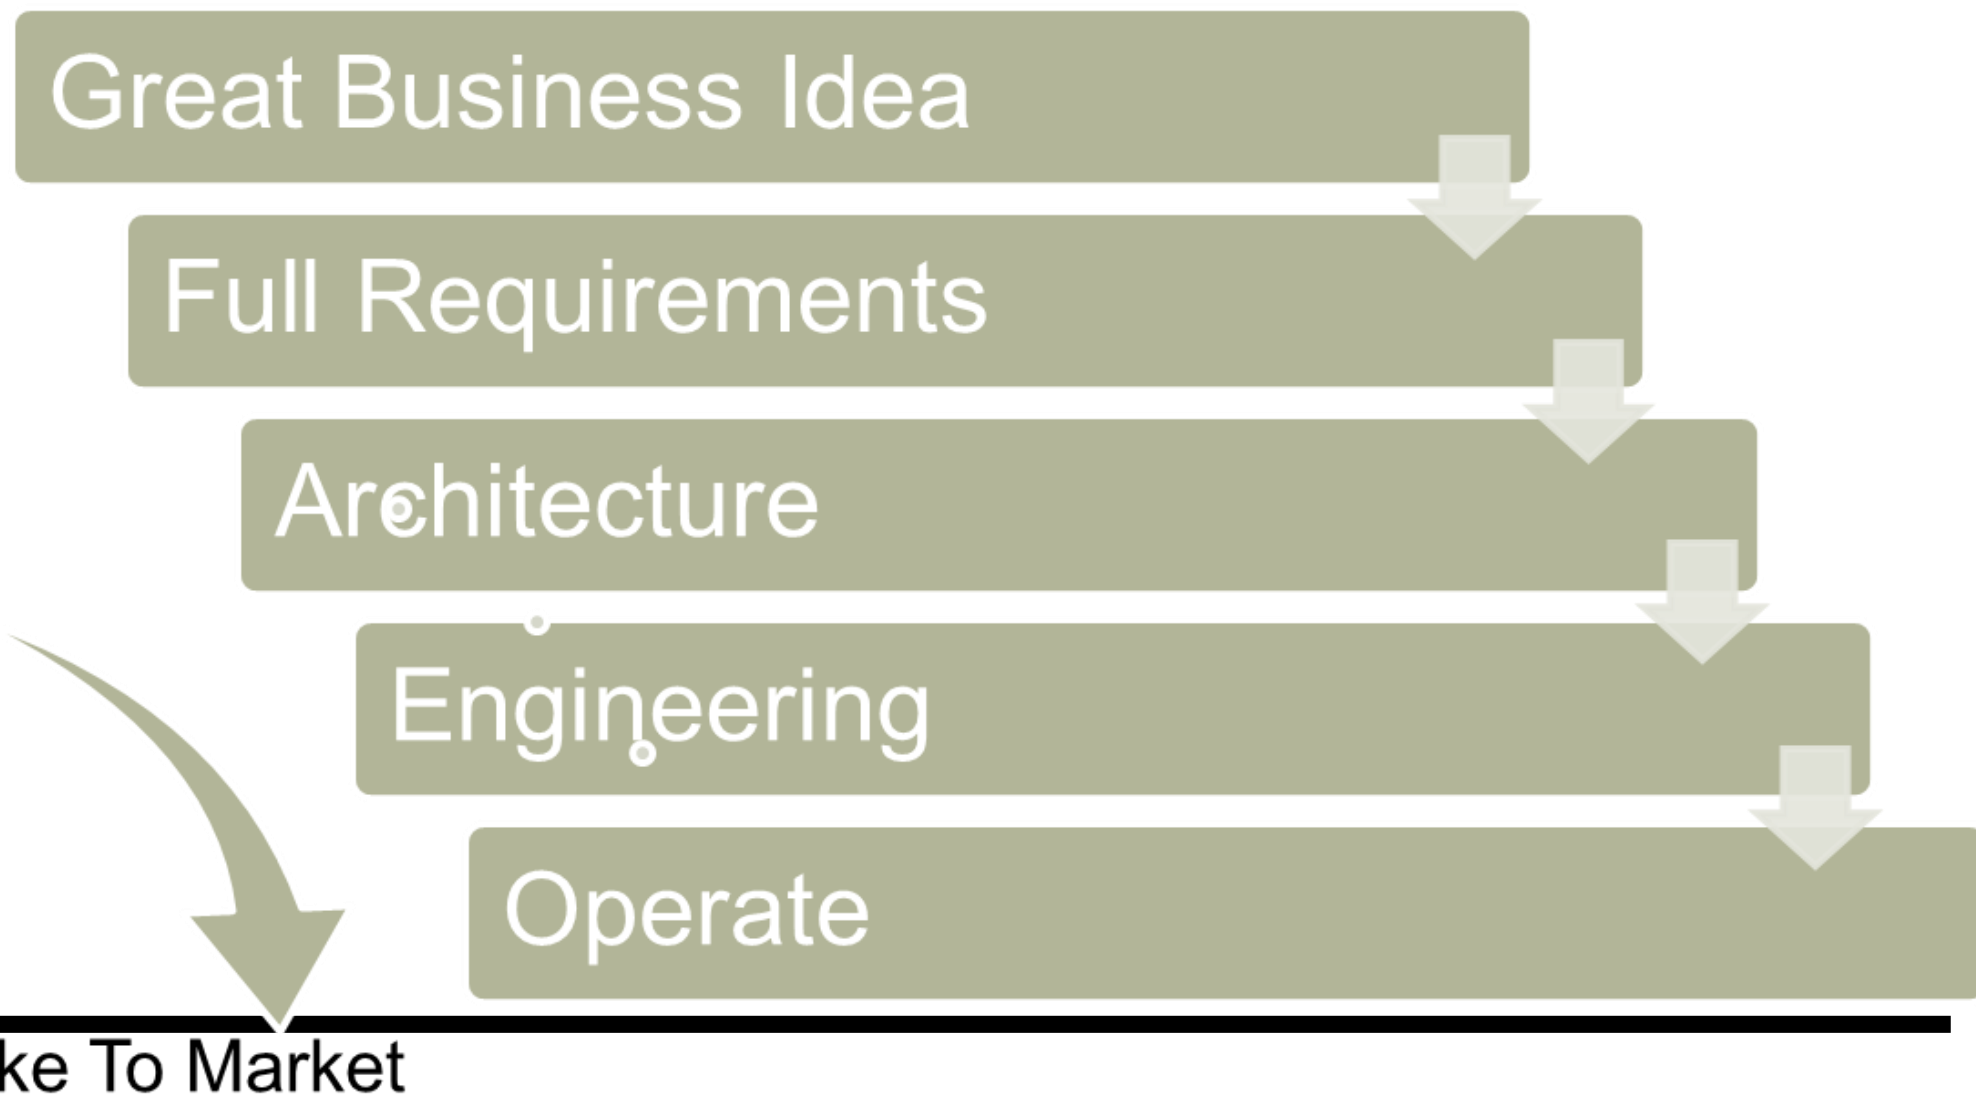 Great Business Idea
Full Requirements
Architecture
Engineering
Operate
ke To Market